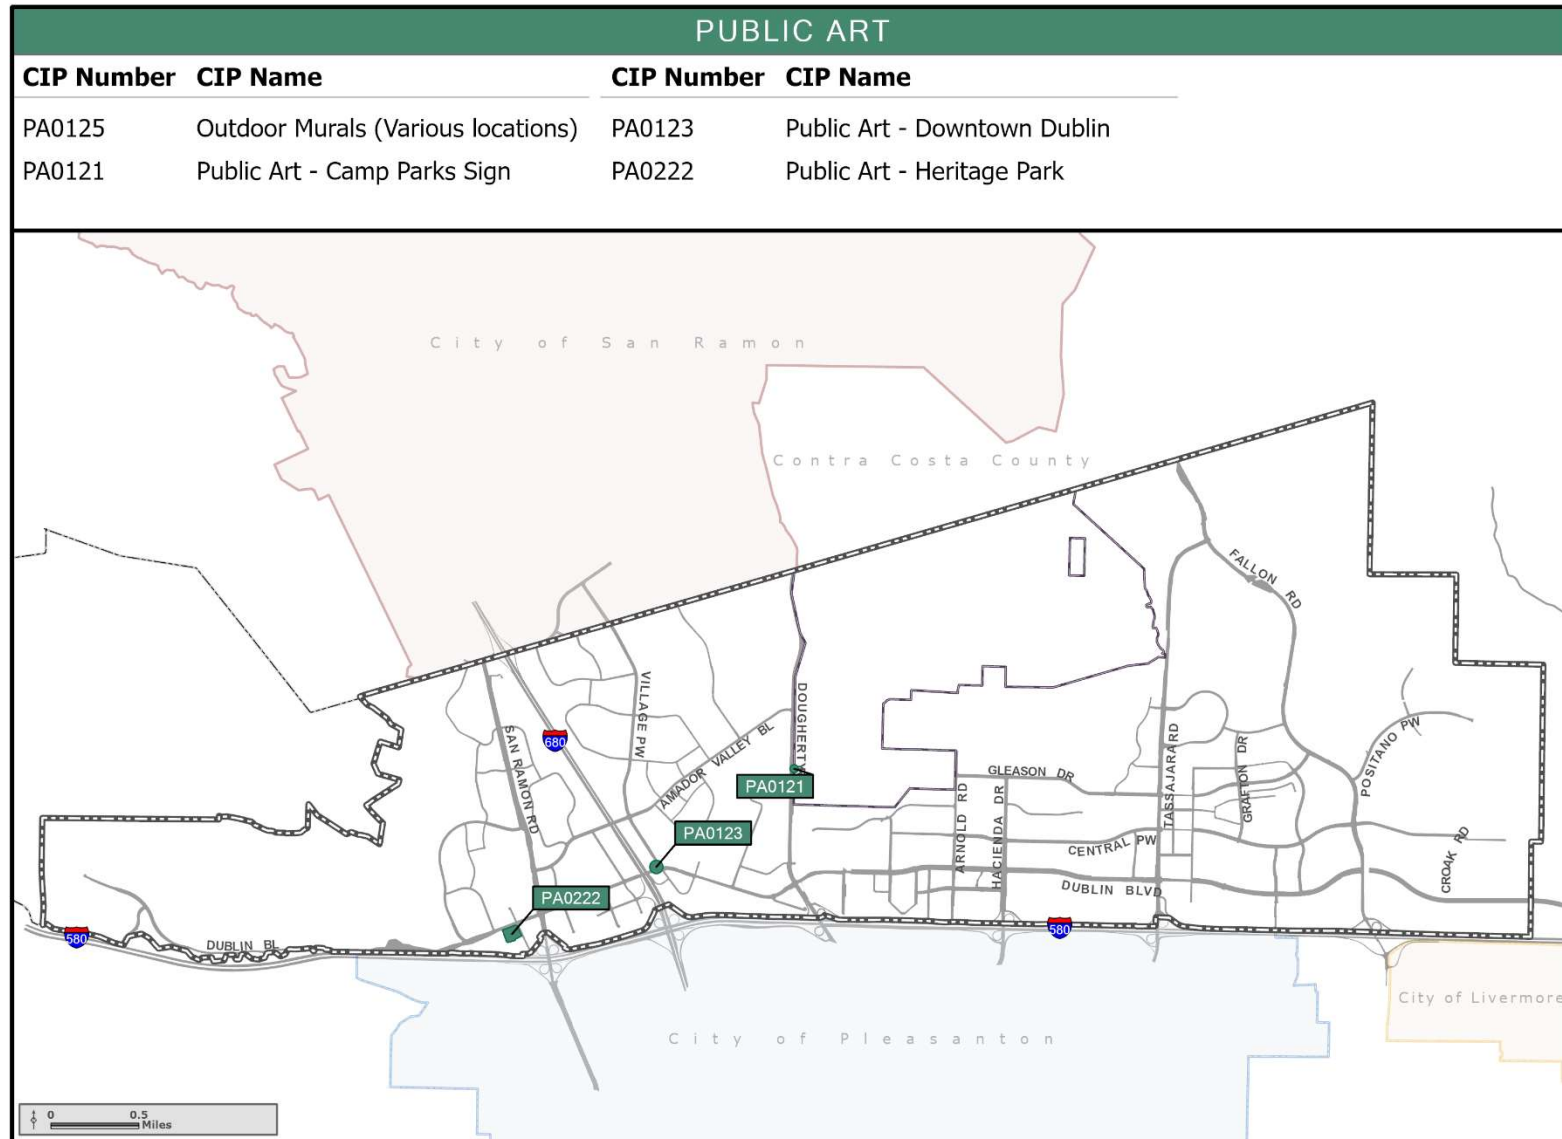 PUBLIC ART
CIP Number CIP Name CIP Number CIP Name
PA0125 Outdoor Murals (Various locations) PA0123 Public Art - Downtown Dublin
PA0121 Public Art - Camp Parks Sign PA0222 Public Art - Heritage Park
City of San Ramon
Contra Costa County
FALLON RD
VILLAGE PW
DOUGHERTY
SAN RAMON RD
680
AMADOR VALLEY BL
TASSAJARA RD
POSITANO PW
GRAFTON DR
GLEASON DR
PA0121
ARNOLD RD
HACIENDA DR
PA0123
CENTRAL PW
CROAK RD
DUBLIN BLVD
PA0222
580
DUBLIN BL
580
City of Livermore
City of Pleasanton
0 0.5
Miles